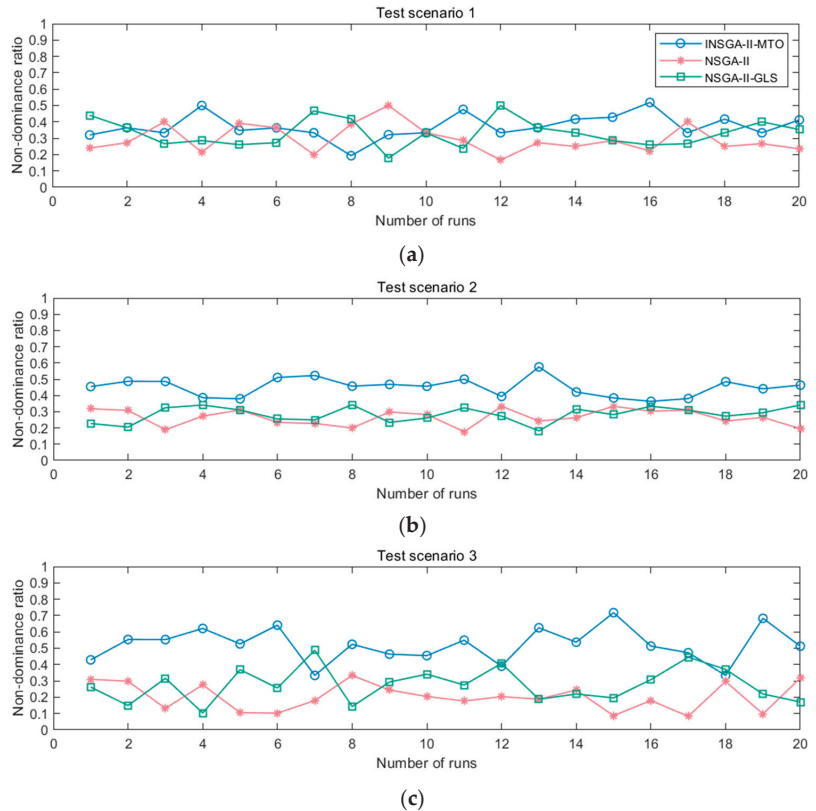 Test scenario 1
Non-dominance ratio
1
0.9
0.8
0.7
0.6
0.5
0.4
0.3
0.2
0.1
0
INSGA-II-MTO
NSGA-II
NSGA-II-GLS
0 2 4 6 8 10 12 14 16 18 20
Number of runs
(a)
Test scenario 2
Non-dominance ratio
1
0.9
0.8
0.7
0.6
0.5
0.4
0.3
0.2
0.1
0
0 2 4 6 8 10 12 14 16 18 20
Number of runs
(b)
Test scenario 3
Non-dominance ratio
1
0.9
0.8
0.7
0.6
0.5
0.4
0.3
0.2
0.1
0
0 2 4 6 8 10 12 14 16 18 20
Number of runs
(c)